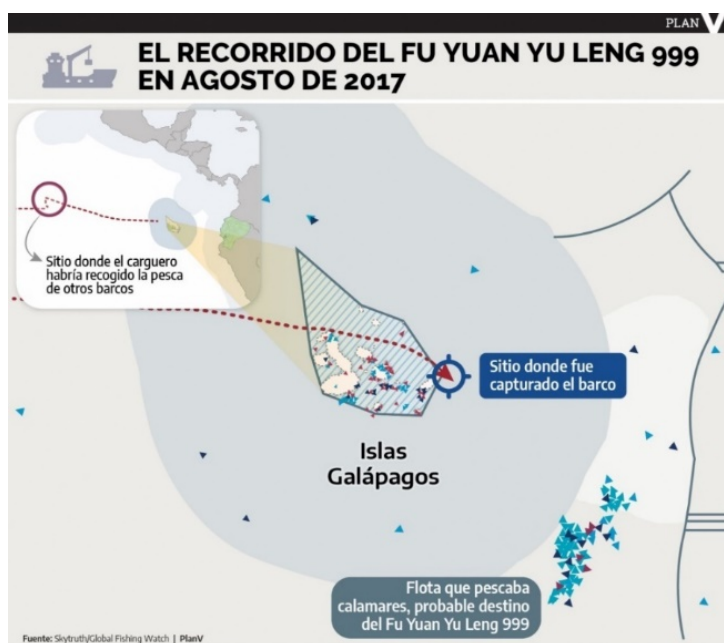 PLAN V
EL RECORRIDO DEL FU YUAN YU LENG 999
EN AGOSTO DE 2017
Sitio donde el carguero
habría recogido la pesca
de otros barcos
Sitio donde fue
capturado el barco
Islas
Galápagos
Flota que pescaba
calamares, probable destino
del Fu Yuan Yu Leng 999
Fuente: Skytruth/Global Fishing Watch | PlanV